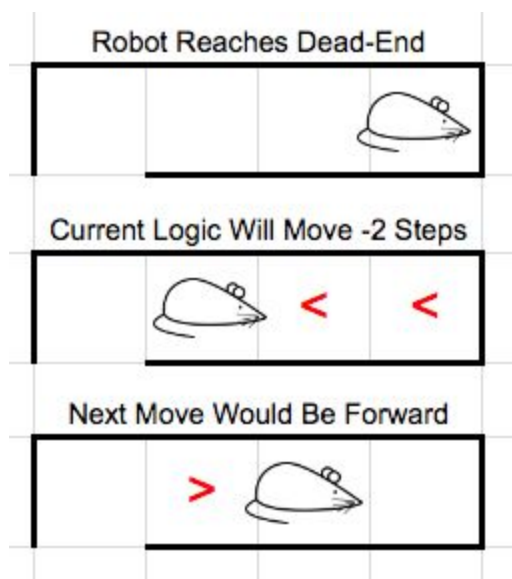 Robot Reaches Dead-End
Current Logic Will Move -2 Steps
< <
Next Move Would Be Forward
>